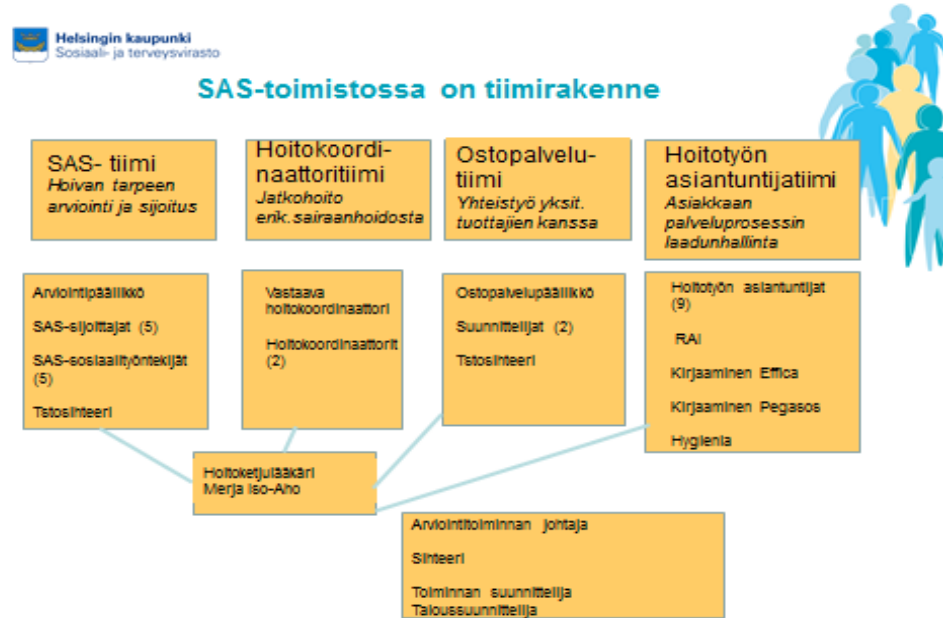 Helsingin kaupunki
Sosiaali- ja terveysvirasto
SAS-toimistossa on tiimirakenne
SAS- tiimi
Hoivan tarpeen
arviointi ja sijoitus
Hoitokoordi-
naattoritiimi
Jatkohoito
erik.sairaanhoidosta
Ostopalvelu-
tiimi
Yhteistyö yksit.
tuottajien kanssa
Hoitotyön
asiantuntijatiimi
Asiakkaan
palveluprosessin
laadunhallinta
Arviointipäällikkö
SAS-sijoittajat (5)
SAS-sosiaalityöntekijät
(5)
Tstosihteeri
Vastaava
hoitokoordinaattori
Hoitokoordinaattorit
(2)
Ostopalvelupäällikkö
Suunnittelijat (2)
Tstosihteeri
Hoitotyön asiantuntijat
(9)
RAI
Kirjaaminen Effica
Kirjaaminen Pegasos
Hygienia
Hoitoketjulääkäri
Merja Iso-Aho
Arviointitoiminnan johtaja
Sihteeri
Toiminnan suunnittelija
Taloussuunnittelija